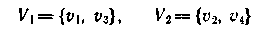 V₁={v₁, v₃},  V₂={v₂, v₄}